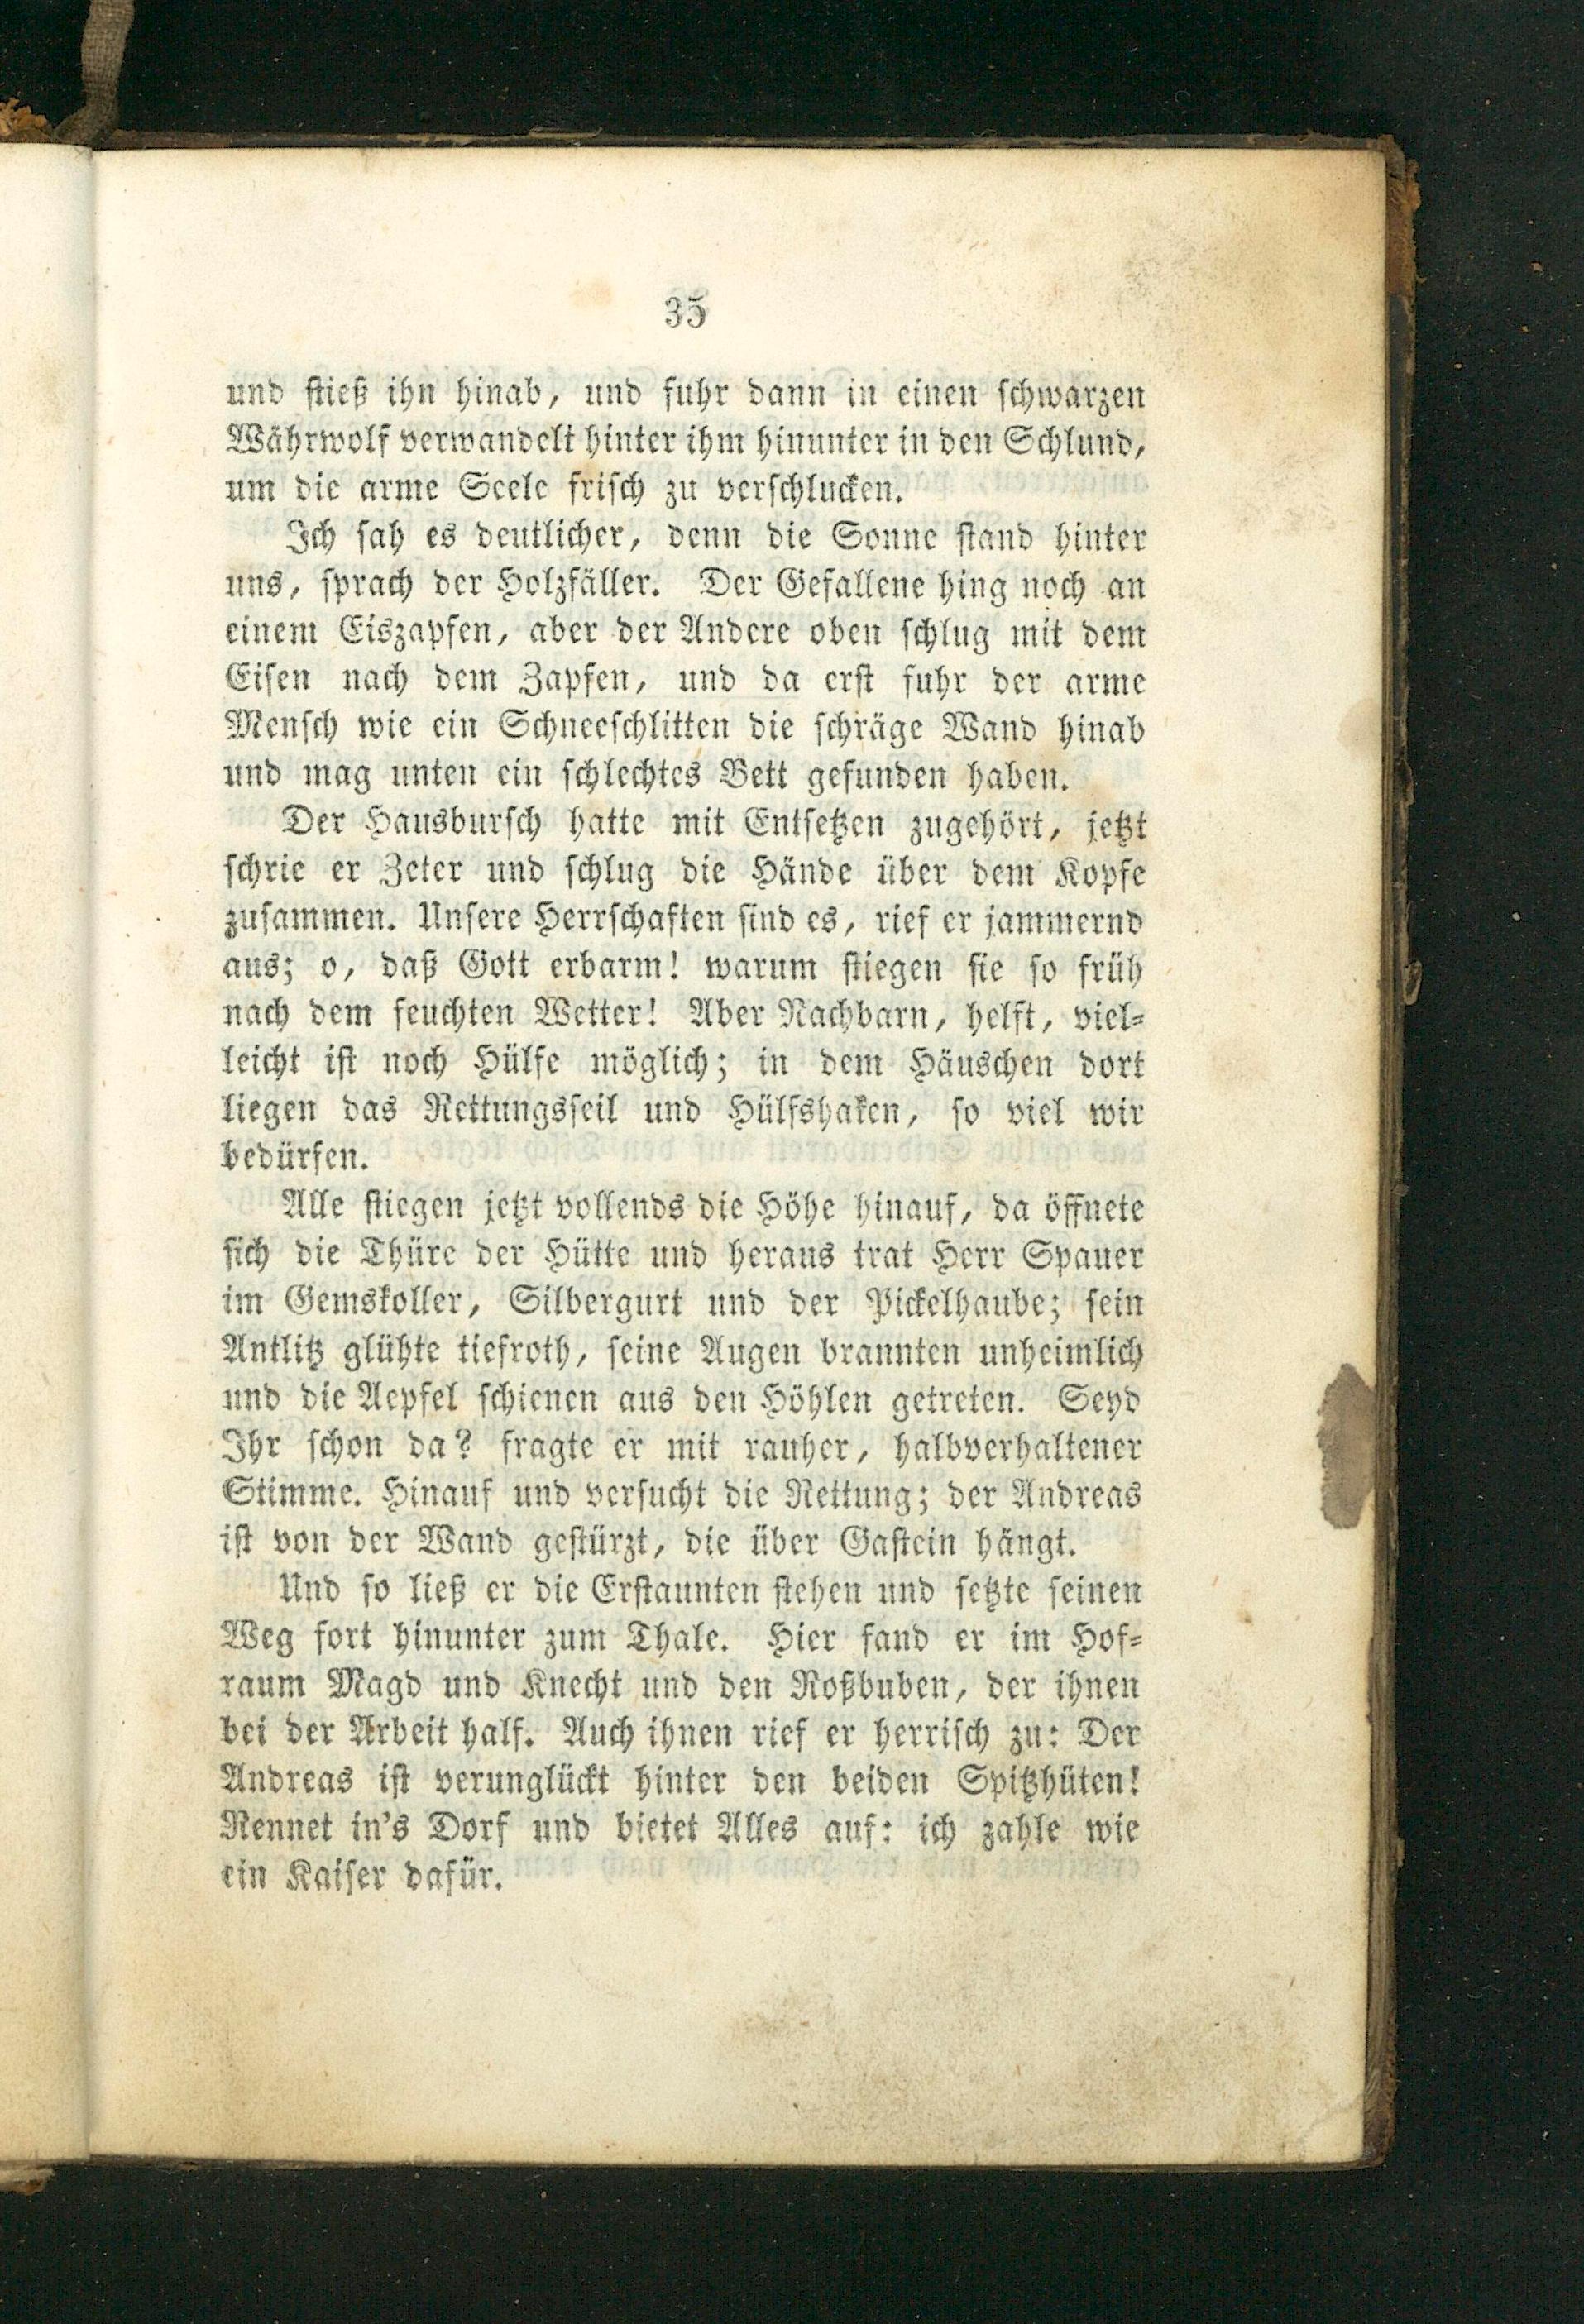 35
und stieß ihn hinab, und fuhr dann in einen schwarzen
Währwolf verwandelt hinter ihm hinunter in den Schlund,
um die arme Seele frisch zu verschlucken.
Ich sah es deutlicher, denn die Sonne stand hinter
uns, sprach der Holzfäller. Der Gefallene hing noch an
einem Eiszapfen, aber der Andere oben schlug mit dem
Eisen nach dem Zapfen, und da erst fuhr der arme
Mensch wie ein Schneeschlitten die schräge Wand hinab
und mag unten ein schlechtes Bett gefunden haben.
Der Hausbursch hatte mit Entsetzen zugehört, jetzt
schrie er Zeter und schlug die Hände über dem Kopfe
zusammen. Unsere Herrschaften sind es, rief er jammernd
aus; o, daß Gott erbarm! warum stiegen sie so früh
nach dem feuchten Wetter! Aber Nachbarn, helft, viel-
leicht ist noch Hülfe möglich; in dem Häuschen dort
liegen das Rettungsseil und Hülfshaken, so viel wir
bedürfen.
Alle stiegen jetzt vollends die Höhe hinauf, da öffnete
sich die Thüre der Hütte und heraus trat Herr Spauer
im Gemskoller, Silbergurt und der Pickelhaube; sein
Antlitz glühte tiefroth, seine Augen brannten unheimlich
und die Aepfel schienen aus den Höhlen getreten. Seyd
Ihr schon da? fragte er mit rauher, halbverhaltener
Stimme. Hinauf und versucht die Rettung; der Andreas
ist von der Wand gestürzt, die über Gastein hängt.
Und so ließ er die Erstaunten stehen und setzte seinen
Weg fort hinunter zum Thale. Hier fand er im Hof-
raum Magd und Knecht und den Roßbuben, der ihnen
bei der Arbeit half. Auch ihnen rief er herrisch zu: Der
Andreas ist verunglückt hinter den beiden Spitzhüten!
Rennet in's Dorf und bietet Alles auf: ich zahle wie
ein Kaiser dafür.